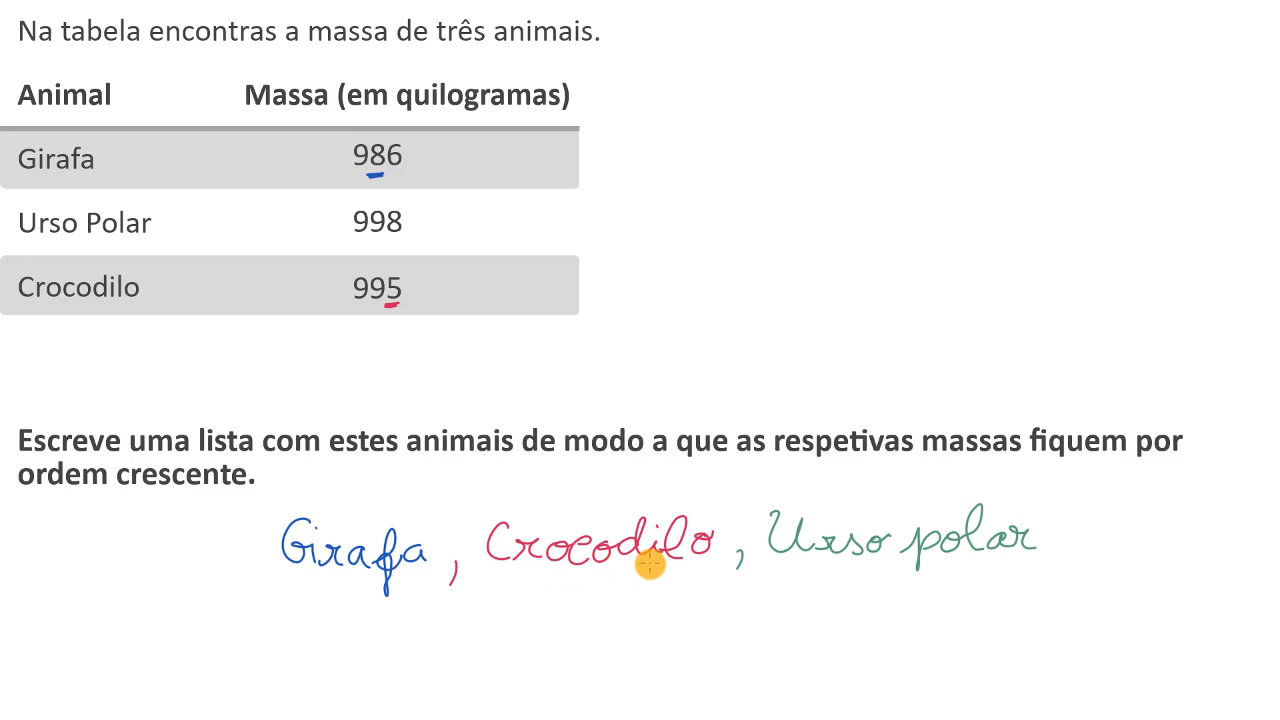 Na tabela encontras a massa de três animais.
Animal Massa (em quilogramas)
Girafa 986
Urso Polar 998
Crocodilo 995
Escreve uma lista com estes animais de modo a que as respetivas massas fiquem por
ordem crescente.
Girafa, Crocodilo, Urso polar